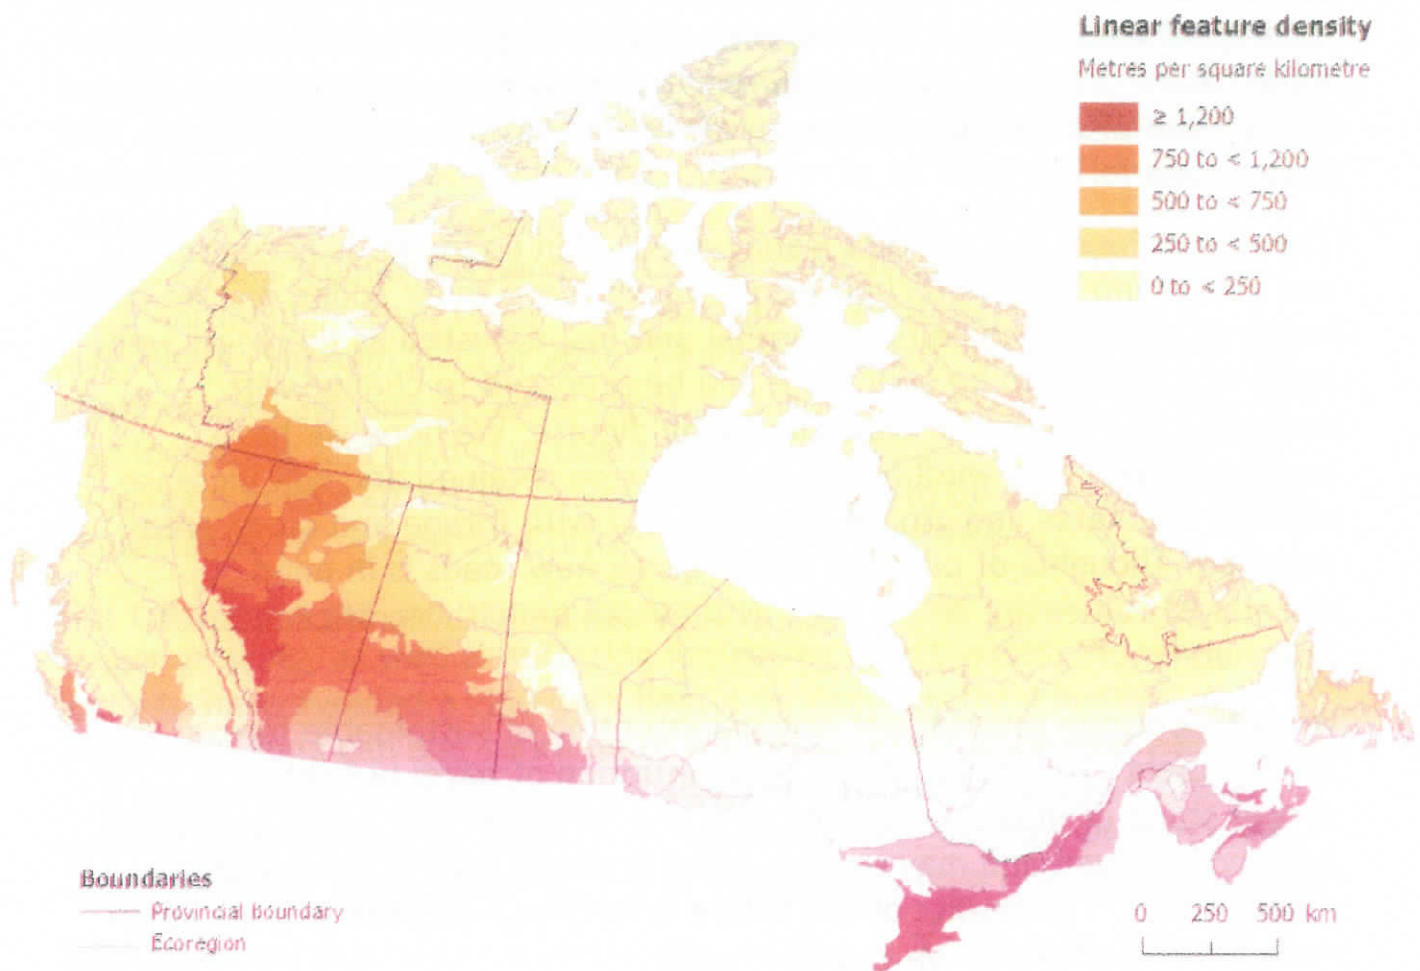 Linear feature density
Metres per square kilometre
≥ 1,200
750 to < 1,200
500 to < 750
250 to < 500
0 to < 250
Boundaries
Provincial boundary
Ecoregion
0 250 500 km